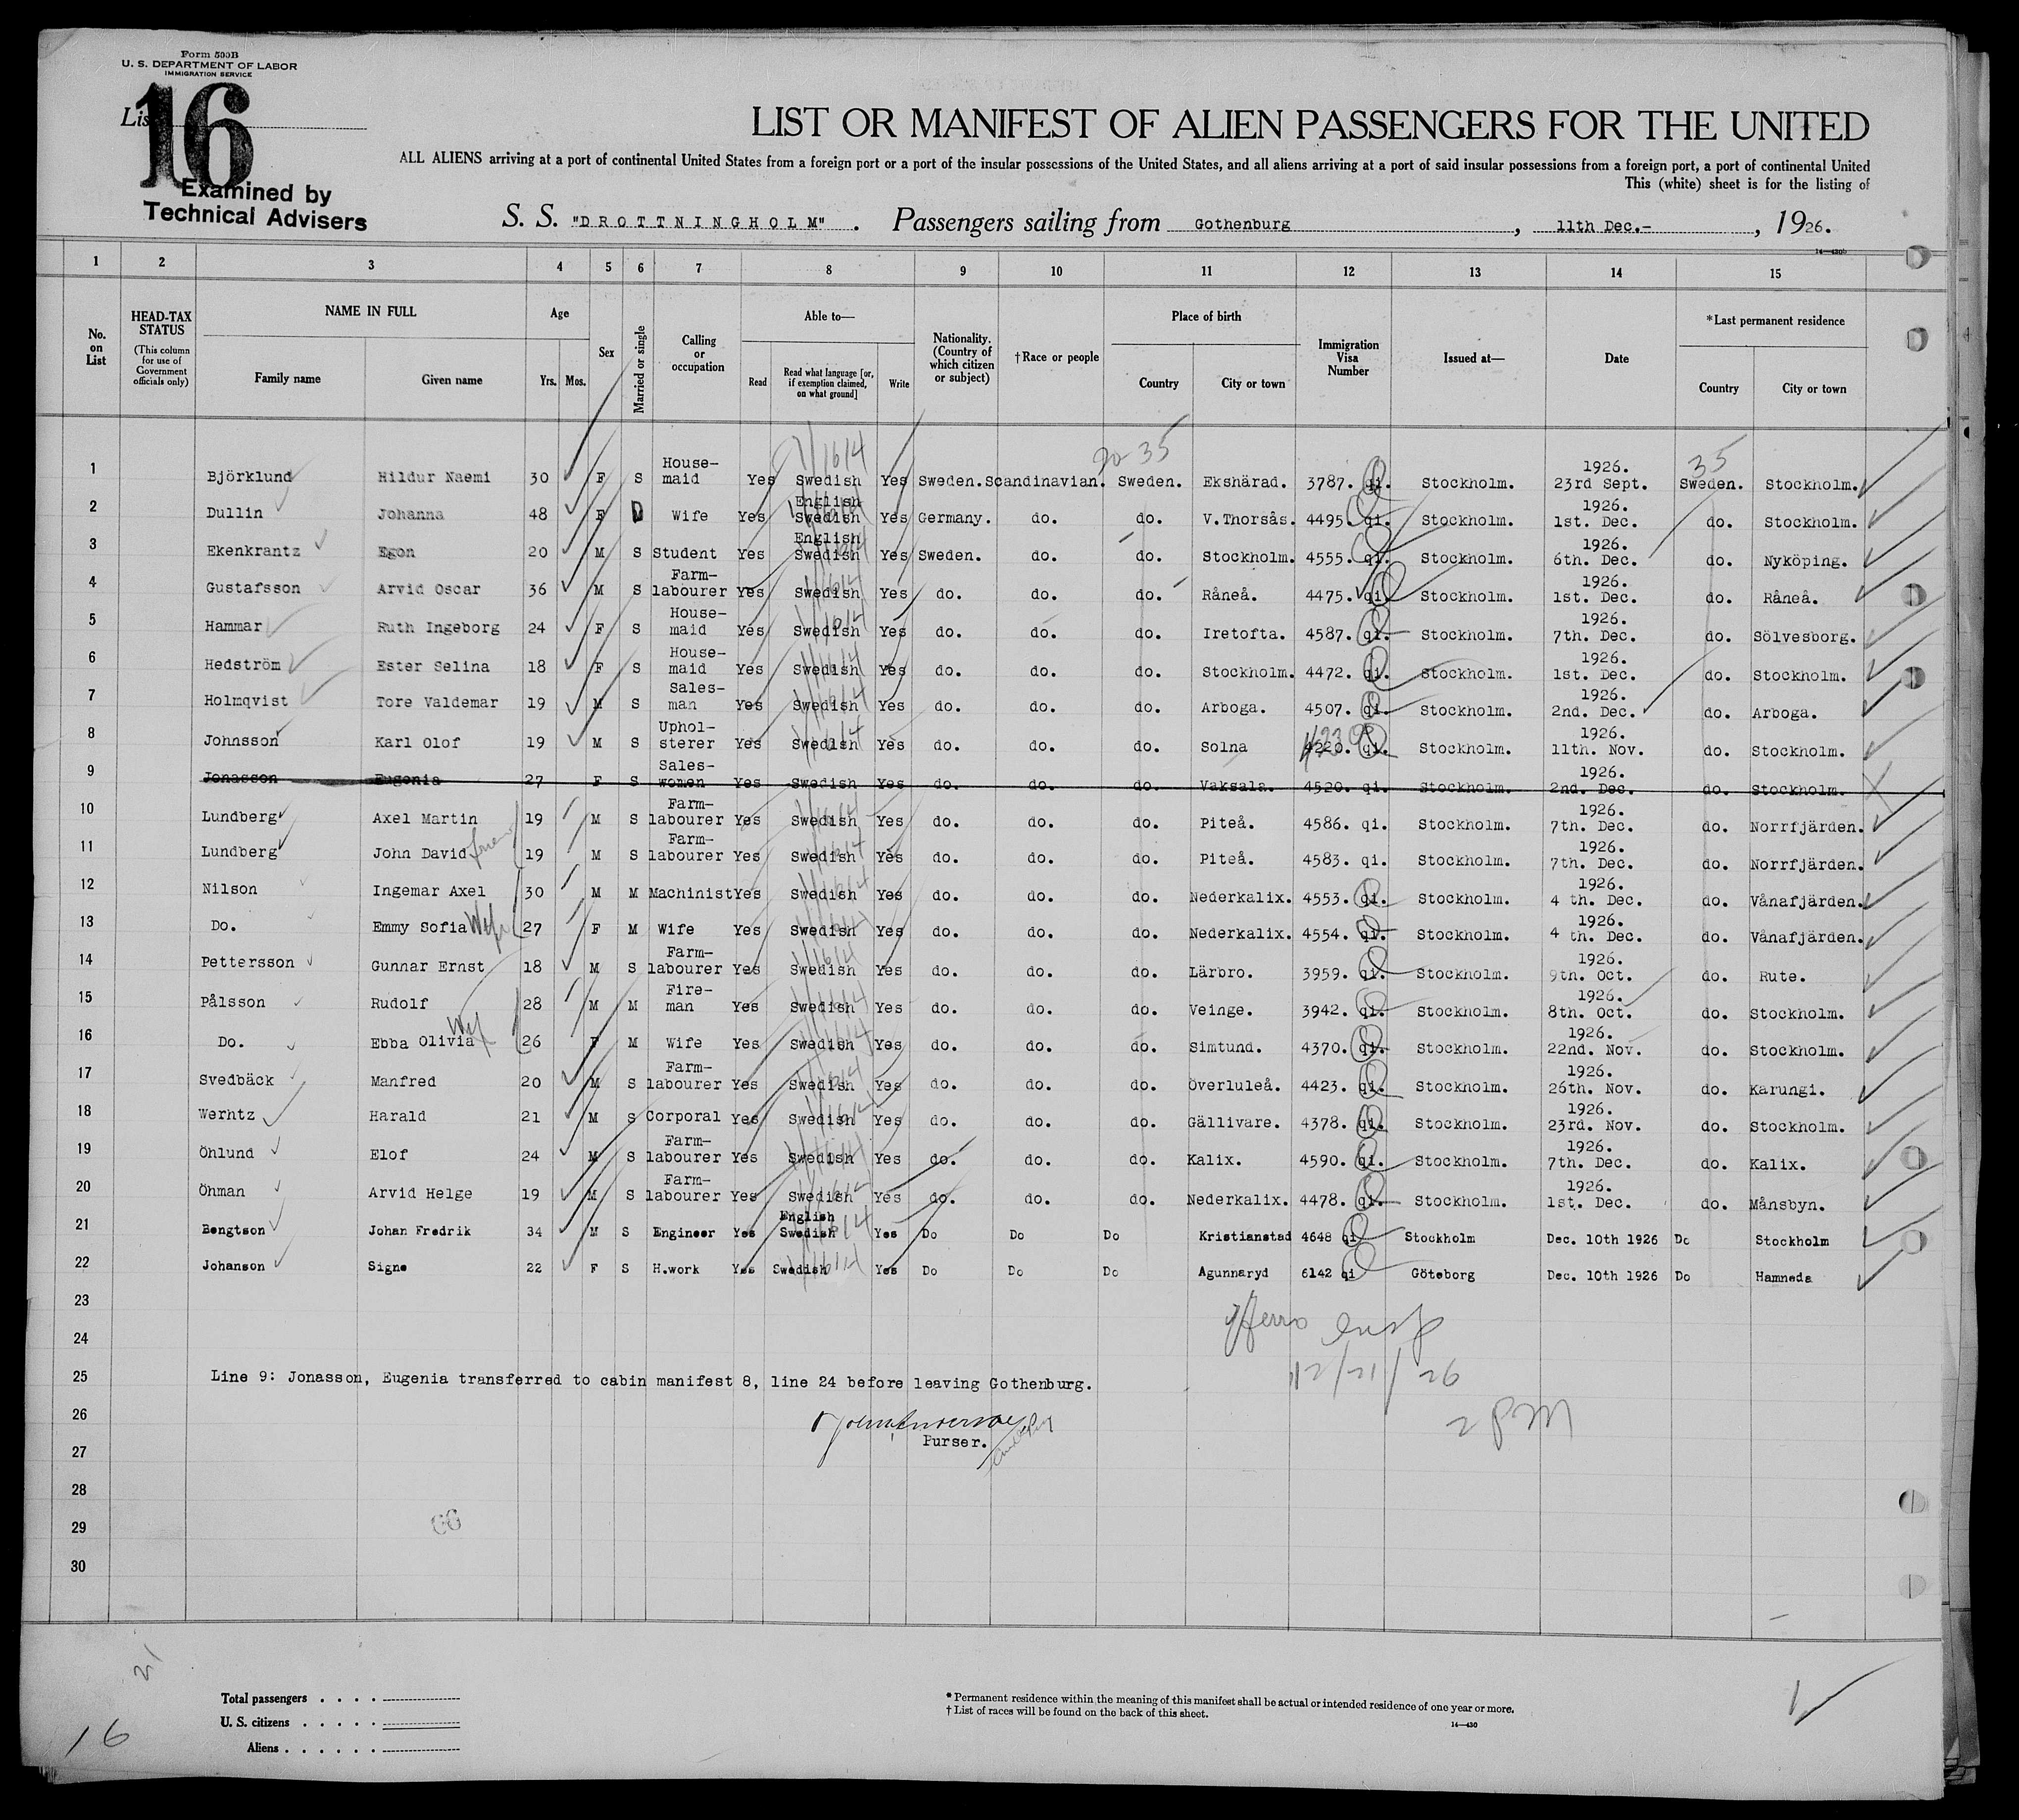 Form 500B
U. S. DEPARTMENT OF LABOR
IMMIGRATION SERVICE
List 16
Examined by
Technical Advisers
LIST OR MANIFEST OF ALIEN PASSENGERS FOR THE UNITED
ALL ALIENS arriving at a port of continental United States from a foreign port or a port of the insular possessions of the United States, and all aliens arriving at a port of said insular possessions from a foreign port, a port of continental United
This (white) sheet is for the listing of
S. S. "DROTTNINGHOLM". Passengers sailing from Gothenburg, 11th Dec.-, 1926.
14—430b
1 2 3 4 5 6 7 8 9 10 11 12 13 14 15
No. on List
HEAD-TAX STATUS (This column for use of Government officials only)
NAME IN FULL
Family name Given name
Age Yrs. Mos.
Sex
Married or single
Calling or occupation
Able to—
Read Read what language [or, if exemption claimed, on what ground] Write
Nationality. (Country of which citizen or subject)
†Race or people
Place of birth
Country City or town
Immigration Visa Number
Issued at—
Date
*Last permanent residence
Country City or town
35 35
1 Björklund Hildur Naemi 30 F S House-maid Yes Swedish Yes Sweden. Scandinavian. Sweden. Ekshärad. 3787. qi. Stockholm. 1926. 23rd Sept. Sweden. Stockholm.
2 Dullin Johanna 48 F D Wife Yes English Swedish Yes Germany. do. do. V.Thorsås. 4495. qi. Stockholm. 1926. 1st. Dec. do. Stockholm.
3 Ekenkrantz Egon 20 M S Student Yes English Swedish Yes Sweden. do. do. Stockholm. 4555. qi. Stockholm. 1926. 6th. Dec. do. Nyköping.
4 Gustafsson Arvid Oscar 36 M S Farm-labourer Yes Swedish Yes do. do. do. Råneå. 4475. qi. Stockholm. 1926. 1st. Dec. do. Råneå.
5 Hammar Ruth Ingeborg 24 F S House-maid Yes Swedish Yes do. do. do. Iretofta. 4587. qi. Stockholm. 1926. 7th. Dec. do. Sölvesborg.
6 Hedström Ester Selina 18 F S House-maid Yes Swedish Yes do. do. do. Stockholm. 4472. qi. Stockholm. 1926. 1st. Dec. do. Stockholm.
7 Holmqvist Tore Valdemar 19 M S Sales-man Yes Swedish Yes do. do. do. Arboga. 4507. qi. Stockholm. 1926. 2nd. Dec. do. Arboga.
8 Johnsson Karl Olof 19 M S Uphol-sterer Yes Swedish Yes do. do. do. Solna 4220. qi. Stockholm. 1926. 11th. Nov. do. Stockholm.
9 Jonasson Eugenia 27 F S Sales-women Yes Swedish Yes do. do. do. Vaksala. 4520. qi. Stockholm. 1926. 2nd. Dec. do. Stockholm.
10 Lundberg Axel Martin 19 M S Farm-labourer Yes Swedish Yes do. do. do. Piteå. 4586. qi. Stockholm. 1926. 7th. Dec. do. Norrfjärden.
11 Lundberg John David 19 M S Farm-labourer Yes Swedish Yes do. do. do. Piteå. 4583. qi. Stockholm. 1926. 7th. Dec. do. Norrfjärden.
12 Nilson Ingemar Axel 30 M M Machinist Yes Swedish Yes do. do. do. Nederkalix. 4553. qi. Stockholm. 1926. 4 th. Dec. do. Vånafjärden.
13 Do. Emmy Sofia Wife 27 F M Wife Yes Swedish Yes do. do. do. Nederkalix. 4554. qi. Stockholm. 1926. 4 th. Dec. do. Vånafjärden.
14 Pettersson Gunnar Ernst 18 M S Farm-labourer Yes Swedish Yes do. do. do. Lärbro. 3959. qi. Stockholm. 1926. 9th. Oct. do. Rute.
15 Pålsson Rudolf 28 M M Fire-man Yes Swedish Yes do. do. do. Veinge. 3942. qi. Stockholm. 1926. 8th. Oct. do. Stockholm.
16 Do. Ebba Olivia Wf 26 F M Wife Yes Swedish Yes do. do. do. Simtund. 4370. qi. Stockholm. 1926. 22nd. Nov. do. Stockholm.
17 Svedbäck Manfred 20 M S Farm-labourer Yes Swedish Yes do. do. do. Överluleå. 4423. qi. Stockholm. 1926. 26th. Nov. do. Karungi.
18 Werhtz Harald 21 M S Corporal Yes Swedish Yes do. do. do. Gällivare. 4378. qi. Stockholm. 1926. 23rd. Nov. do. Stockholm.
19 Öhlund Elof 24 M S Farm-labourer Yes Swedish Yes do. do. do. Kalix. 4590. qi. Stockholm. 1926. 7th. Dec. do. Kalix.
20 Öhman Arvid Helge 19 M S Farm-labourer Yes Swedish Yes do. do. do. Nederkalix. 4478. qi. Stockholm. 1926. 1st. Dec. do. Månsbyn.
21 Bengtson Johan Fredrik 34 M S Engineer Yes English Swedish Yes Do Do Do Kristianstad 4648 qi Stockholm Dec. 10th 1926 Do Stockholm
22 Johanson Signe 22 F S H.work Yes Swedish Yes Do Do Do Agunnaryd 6142 qi Göteborg Dec. 10th 1926 Do Hamneda
23
24
25 Line 9: Jonasson, Eugenia transferred to cabin manifest 8, line 24 before leaving Gothenburg.
12/21/26
26
2 PM
27 Purser.
28
29 66
30
21
16
Total passengers
U. S. citizens
Aliens
* Permanent residence within the meaning of this manifest shall be actual or intended residence of one year or more.
† List of races will be found on the back of this sheet.
14—430